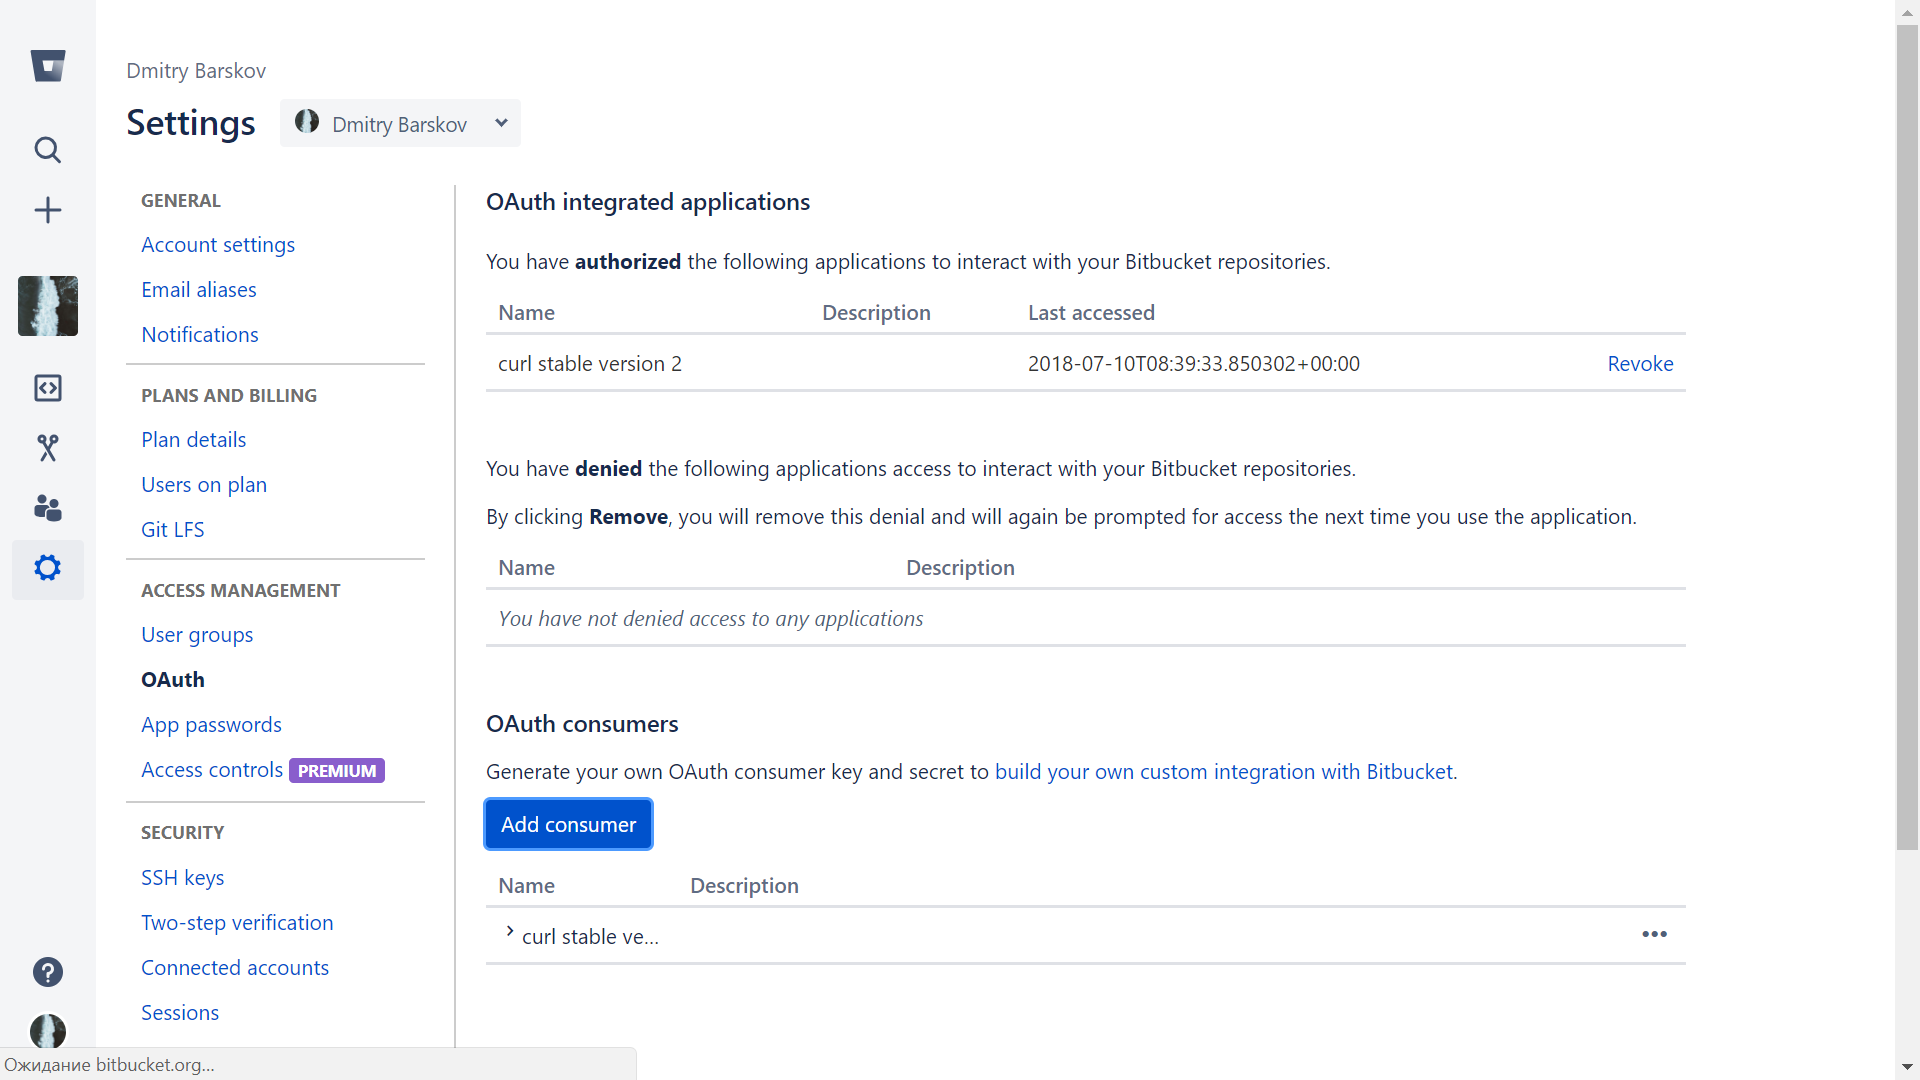 Dmitry Barskov
Settings
Dmitry Barskov
GENERAL
Account settings
Email aliases
Notifications
PLANS AND BILLING
Plan details
Users on plan
Git LFS
ACCESS MANAGEMENT
User groups
OAuth
App passwords
Access controls PREMIUM
SECURITY
SSH keys
Two-step verification
Connected accounts
Sessions
OAuth integrated applications
You have authorized the following applications to interact with your Bitbucket repositories.
Name Description Last accessed
curl stable version 2 2018-07-10T08:39:33.850302+00:00 Revoke
You have denied the following applications access to interact with your Bitbucket repositories.
By clicking Remove, you will remove this denial and will again be prompted for access the next time you use the application.
Name Description
You have not denied access to any applications
OAuth consumers
Generate your own OAuth consumer key and secret to build your own custom integration with Bitbucket.
Add consumer
Name Description
curl stable ve...
Ожидание bitbucket.org...